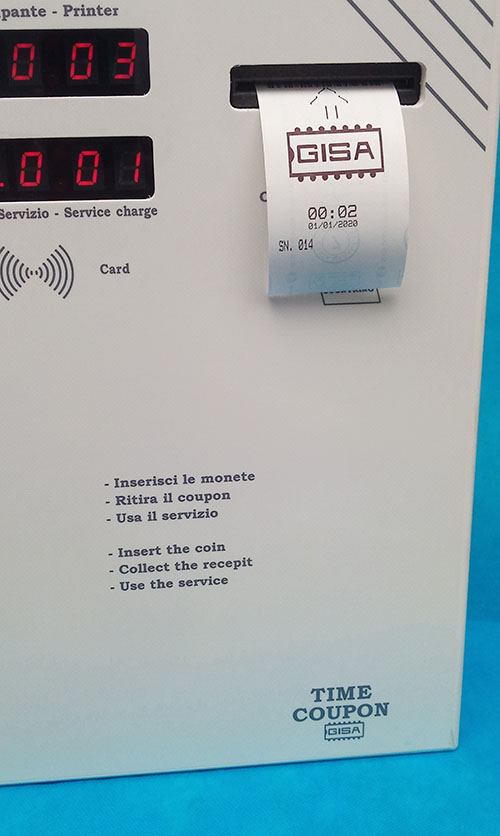 pante - Printer
0 03
.0 01
Servizio - Service charge
Card
GISA
00:02
01/01/2020
SN. 014
- Inserisci le monete
- Ritira il coupon
- Usa il servizio
- Insert the coin
- Collect the recepit
- Use the service
TIME
COUPON
GISA